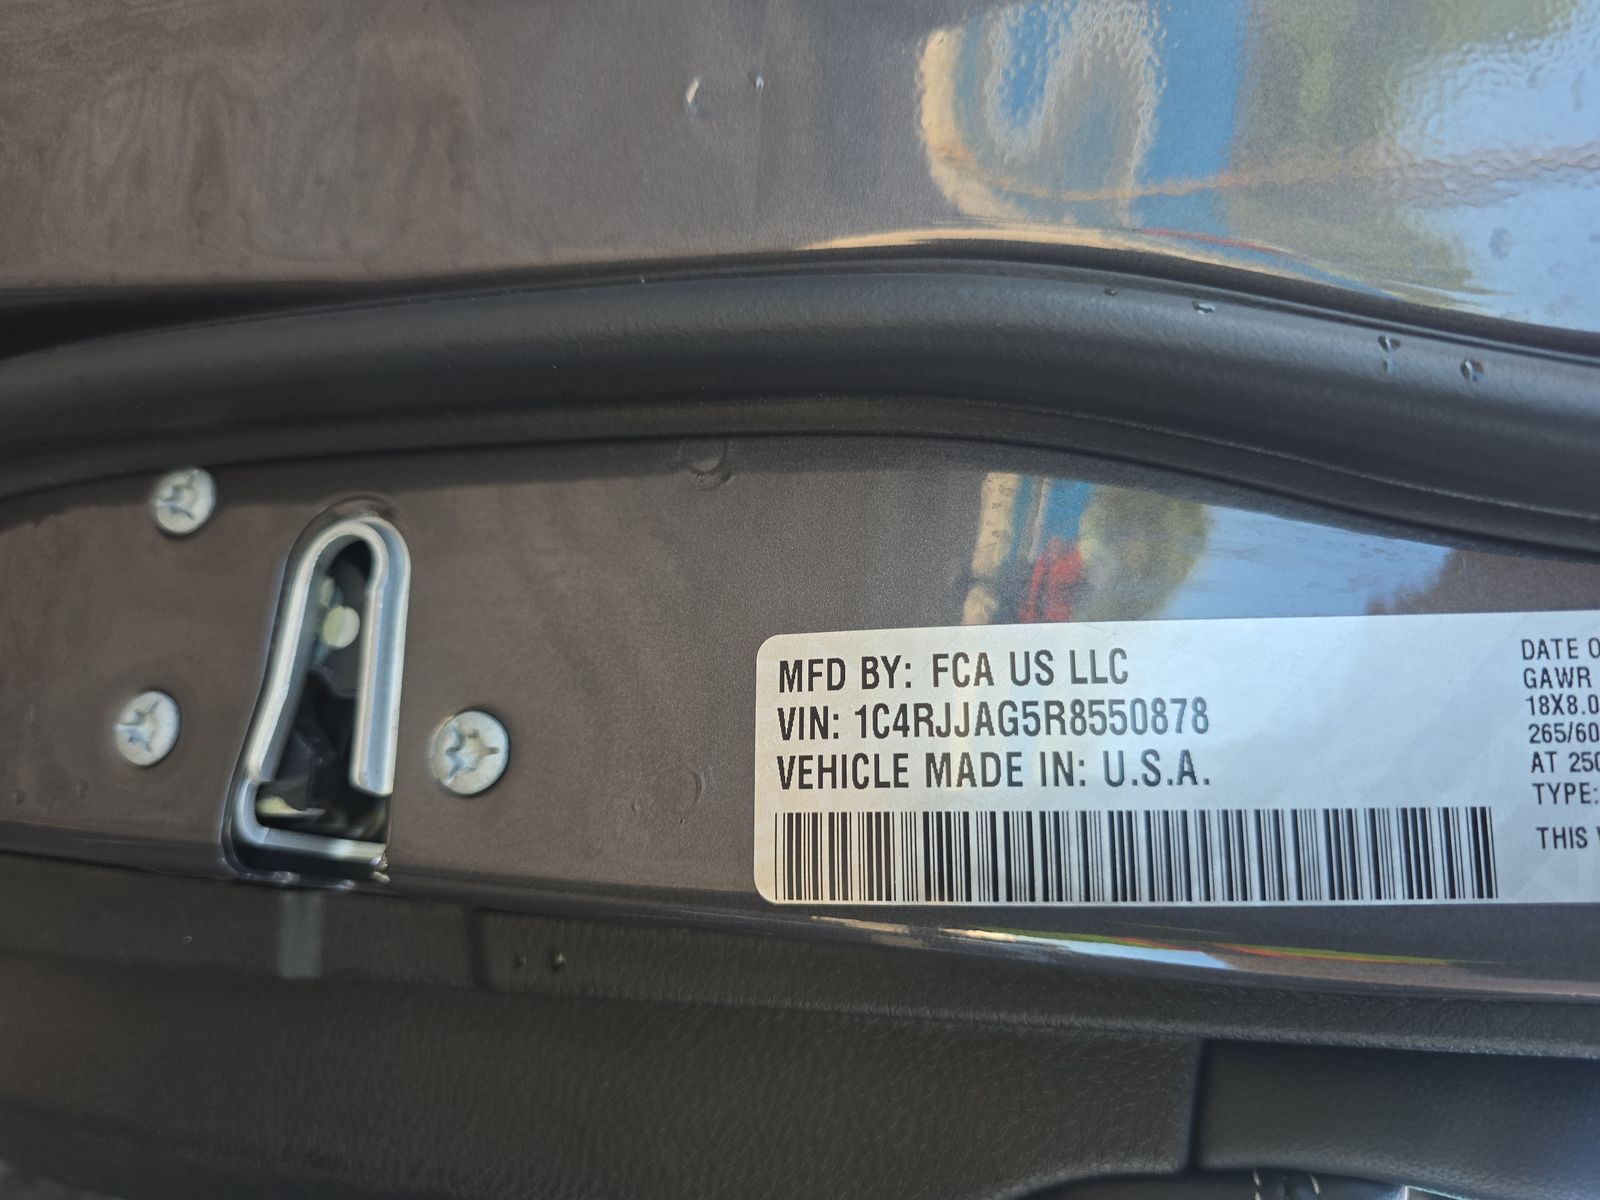 MFD BY: FCA US LLC
VIN: 1C4RJJAG5R8550878
VEHICLE MADE IN: U.S.A.
DATE O
GAWR
18X8.0
265/60
AT 250
TYPE:
THIS